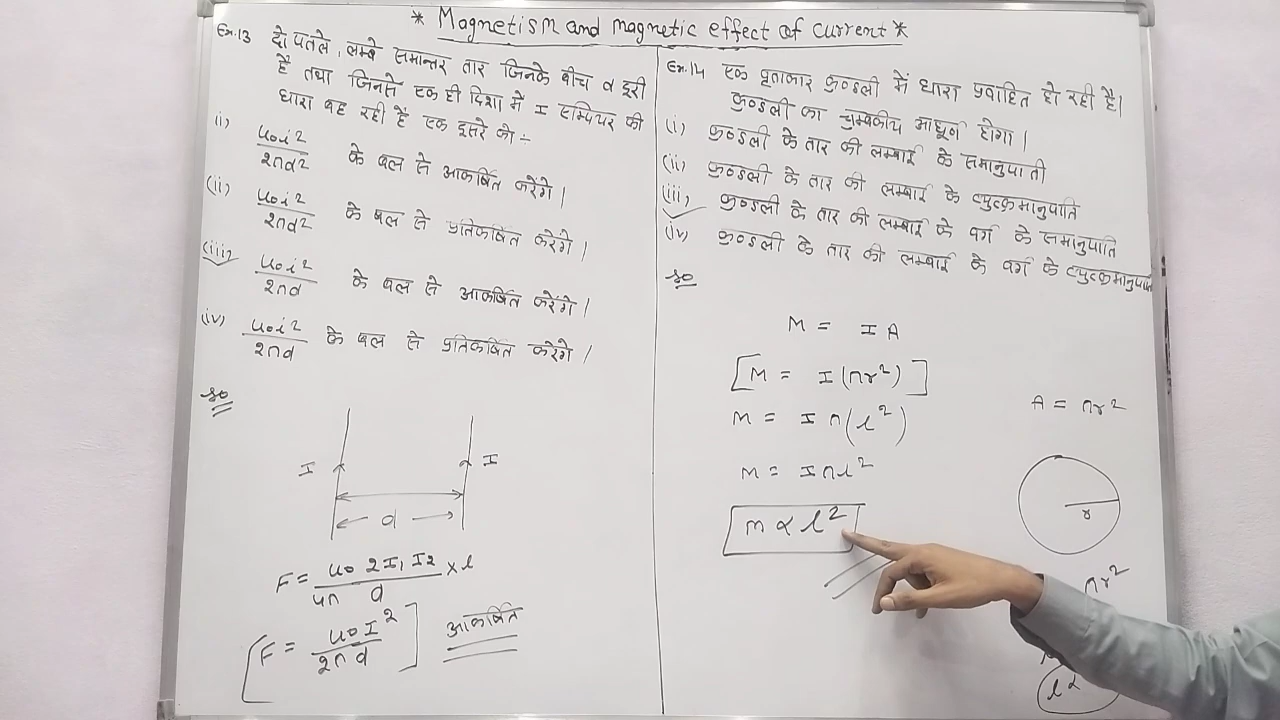 * Magnetism and magnetic effect of current *
Ex.13 दो पतले, लम्बे समान्तर तार जिनके बीच d दूरी
है तथा जिनसे एक ही दिशा में I एम्पियर की
धारा बह रही है एक दूसरे को :-
(i) μ₀i²/2πd² के बल से आकर्षित करेंगे।
(ii) μ₀i²/2πd² के बल से प्रतिकर्षित करेंगे।
(iii) μ₀i²/2πd के बल से आकर्षित करेंगे।
(iv) μ₀i²/2πd के बल से प्रतिकर्षित करेंगे।
so
I I
d
F = μ₀ 2I₁I₂/4π d × l
F = μ₀I²/2πd आकर्षित
Ex.14 एक वृताकार कुण्डली में धारा प्रवाहित हो रही है।
कुण्डली का चुम्बकीय आघूर्ण होगा।
(i) कुण्डली के तार की लम्बाई के समानुपाती
(ii) कुण्डली के तार की लम्बाई के व्युत्क्रमानुपाति
(iii) कुण्डली के तार की लम्बाई के वर्ग के समानुपाति
(iv) कुण्डली के तार की लम्बाई के वर्ग के व्युत्क्रमानुपाति
so
M = I A
[M = I(πr²)]
M = I π(l²)
M = I π l²
m ∝ l²
A = πr²
r
πr²